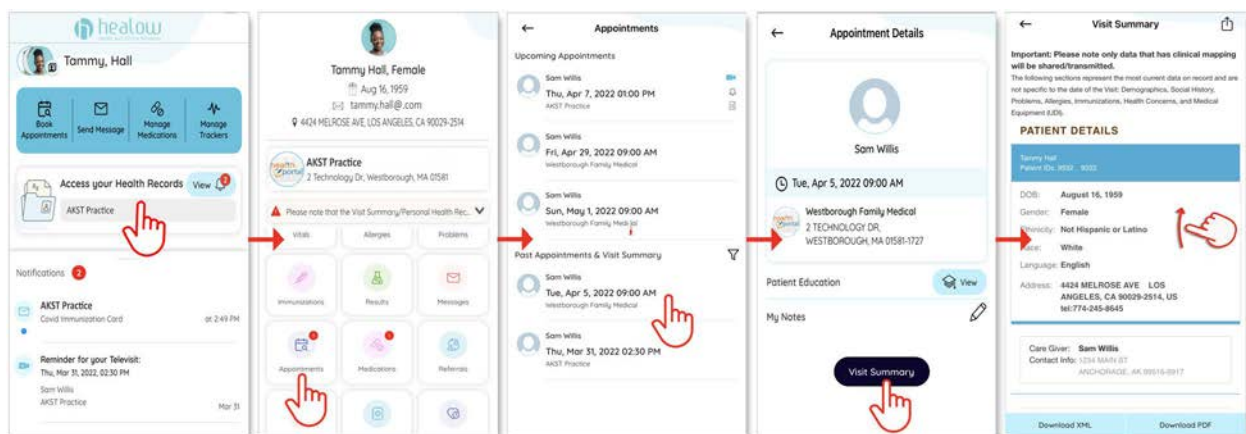 healow
Tammy, Hall
Book
Appointments
Send Message
Manage
Medications
Manage
Trackers
Access your Health Records
View
2
AKST Practice
Notifications
2
AKST Practice
Covid Immunization Card
at 2:49 PM
Reminder for your Televisit:
Thu, Mar 31, 2022, 02:30 PM
Sam Willis
AKST Practice
Mar 31
Tammy Hall, Female
Aug 16, 1959
tammy.hall@.com
4424 MELROSE AVE, LOS ANGELES, CA 90029-2514
health
portal
AKST Practice
2 Technology Dr, Westborough, MA 01581
Please note that the Visit Summary/Personal Health Rec...
Vitals
Allergies
Problems
Immunizations
Results
Messages
Appointments
Medications
Referrals
Appointments
Upcoming Appointments
Sam Willis
Thu, Apr 7, 2022 01:00 PM
AKST Practice
Sam Willis
Fri, Apr 29, 2022 09:00 AM
Westborough Family Medical
Sam Willis
Sun, May 1, 2022 09:00 AM
Westborough Family Medical
Past Appointments & Visit Summary
Sam Willis
Tue, Apr 5, 2022 09:00 AM
Westborough Family Medical
Sam Willis
Thu, Mar 31, 2022 02:30 PM
AKST Practice
Appointment Details
Sam Willis
Tue, Apr 5, 2022 09:00 AM
health
portal
Westborough Family Medical
2 TECHNOLOGY DR,
WESTBOROUGH, MA 01581-1727
Patient Education
View
My Notes
Visit Summary
Visit Summary
Important: Please note only data that has clinical mapping
will be shared/transmitted.
The following sections represent the most current data on record and are
not specific to the date of the Visit: Demographics, Social History,
Problems, Allergies, Immunizations, Health Concerns, and Medical
Equipment (UDI).
PATIENT DETAILS
Tammy Hall
Patient IDs:
DOB: August 16, 1959
Gender: Female
Ethnicity: Not Hispanic or Latino
Race: White
Language: English
Address: 4424 MELROSE AVE LOS
ANGELES, CA 90029-2514, US
tel:774-245-8645
Care Giver: Sam Willis
Contact Info: 1234 MAIN ST
ANCHORAGE, AK
Download XML
Download PDF